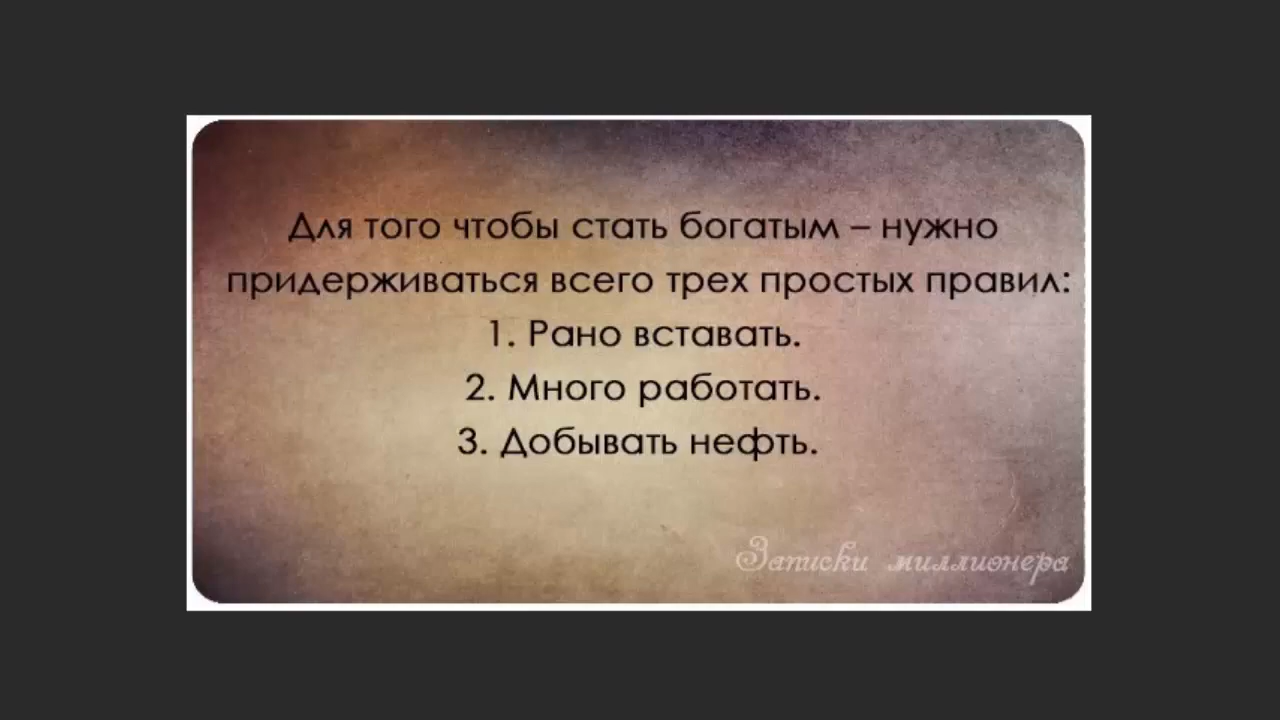 Для того чтобы стать богатым – нужно
придерживаться всего трех простых правил:
1. Рано вставать.
2. Много работать.
3. Добывать нефть.
Записки миллионера